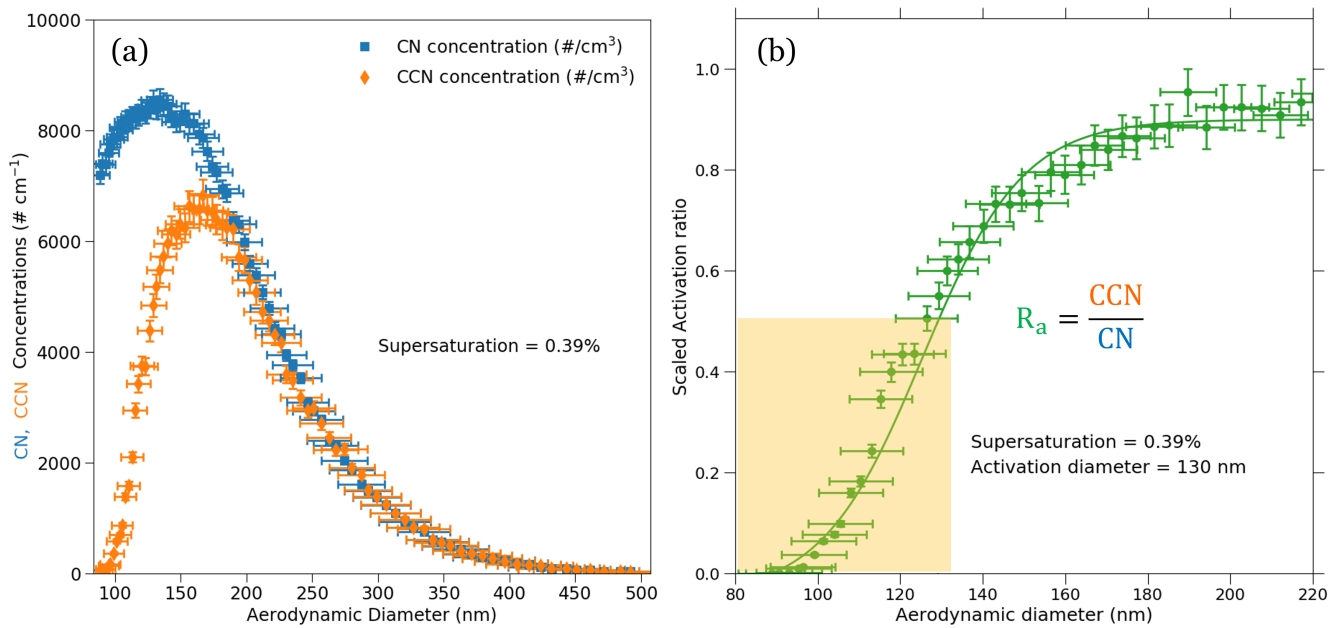 (a)
CN concentration (#/cm³)
CCN concentration (#/cm³)
Supersaturation = 0.39%
10000
8000
6000
4000
2000
0
CN, CCN Concentrations (# cm⁻¹)
100 150 200 250 300 350 400 450 500
Aerodynamic Diameter (nm)
(b)
Rₐ = CCN
CN
Supersaturation = 0.39%
Activation diameter = 130 nm
1.0
0.8
0.6
0.4
0.2
0.0
Scaled Activation ratio
80 100 120 140 160 180 200 220
Aerodynamic diameter (nm)